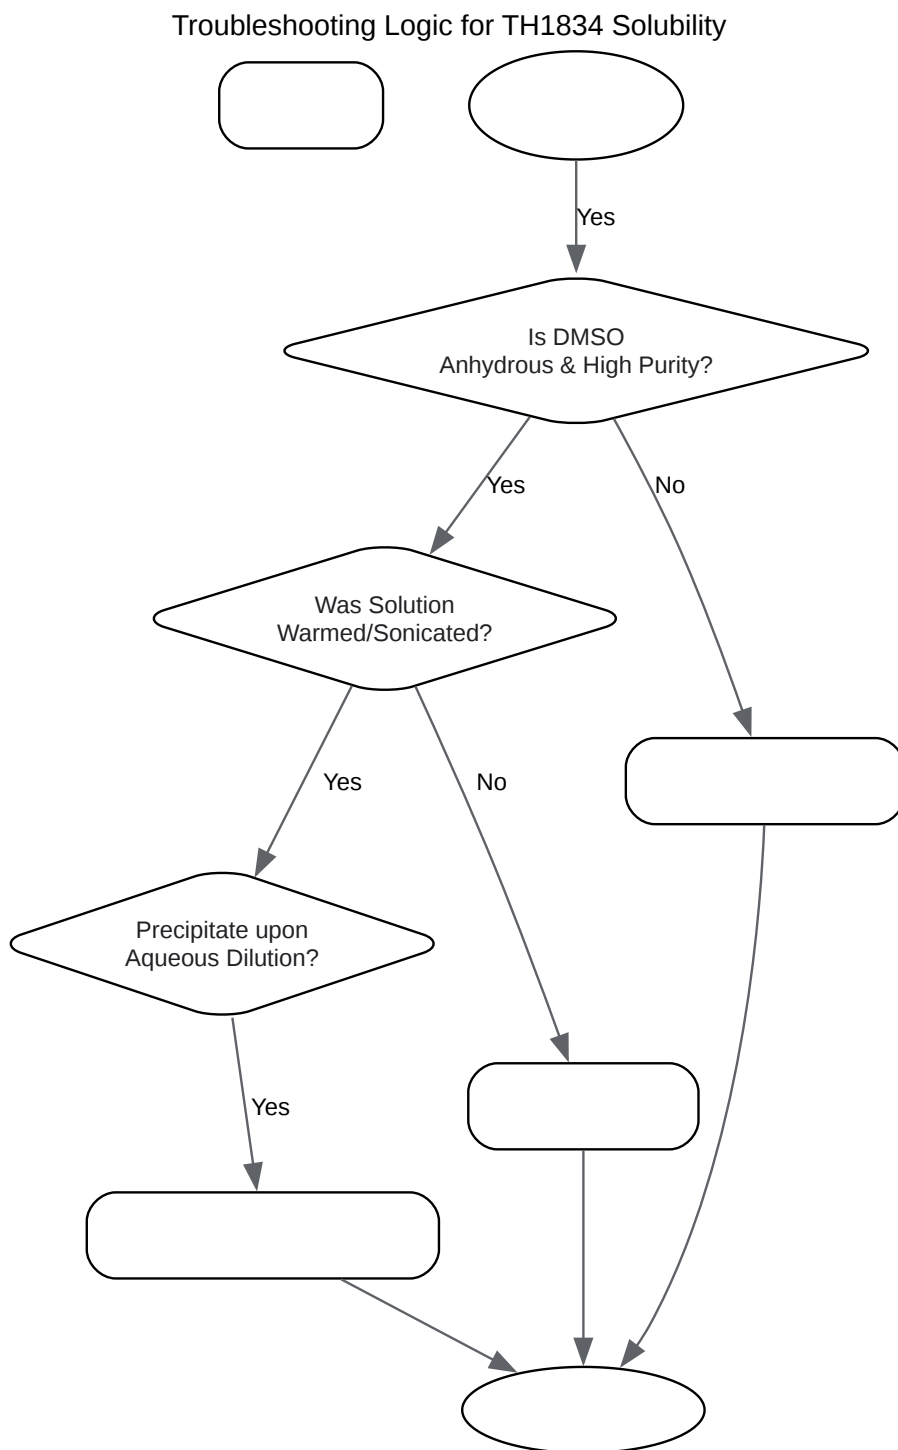 Troubleshooting Logic for TH1834 Solubility
Yes
Is DMSO
Anhydrous & High Purity?
Yes
No
Was Solution
Warmed/Sonicated?
Yes
No
Precipitate upon
Aqueous Dilution?
Yes